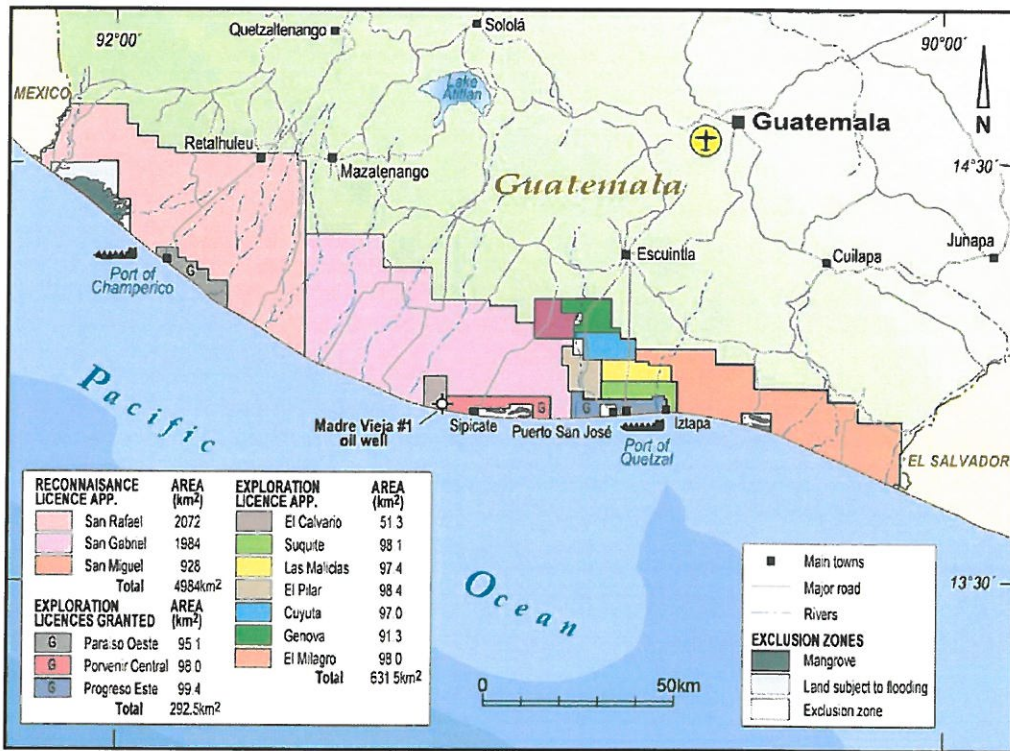 92°00'
90°00'
Quetzaltenango
Sololá
MEXICO
Lake
Atitlan
Guatemala
N
Retalhuleu
Mazatenango
14°30'
Guatemala
Escuintla
Cuilapa
Junapa
Port of
Champerico
G
Pacific
Madre Vieja #1
oil well
Sipicate
G
Puerto San José
G
Port of
Quetzal
Iztapa
EL SALVADOR
RECONNAISANCE
LICENCE APP.
AREA
(km²)
San Rafael 2072
San Gabriel 1984
San Miguel 928
Total 4984km²
EXPLORATION
LICENCES GRANTED
AREA
(km²)
G Paraiso Oeste 95.1
G Porvenir Central 98.0
G Progreso Este 99.4
Total 292.5km²
EXPLORATION
LICENCE APP.
AREA
(km²)
El Calvario 51.3
Suquite 98.1
Las Malicias 97.4
El Pilar 98.4
Cuyuta 97.0
Genova 91.3
El Milagro 98.0
Total 631.5km²
Ocean
0 50km
13°30'
Main towns
Major road
Rivers
EXCLUSION ZONES
Mangrove
Land subject to flooding
Exclusion zone